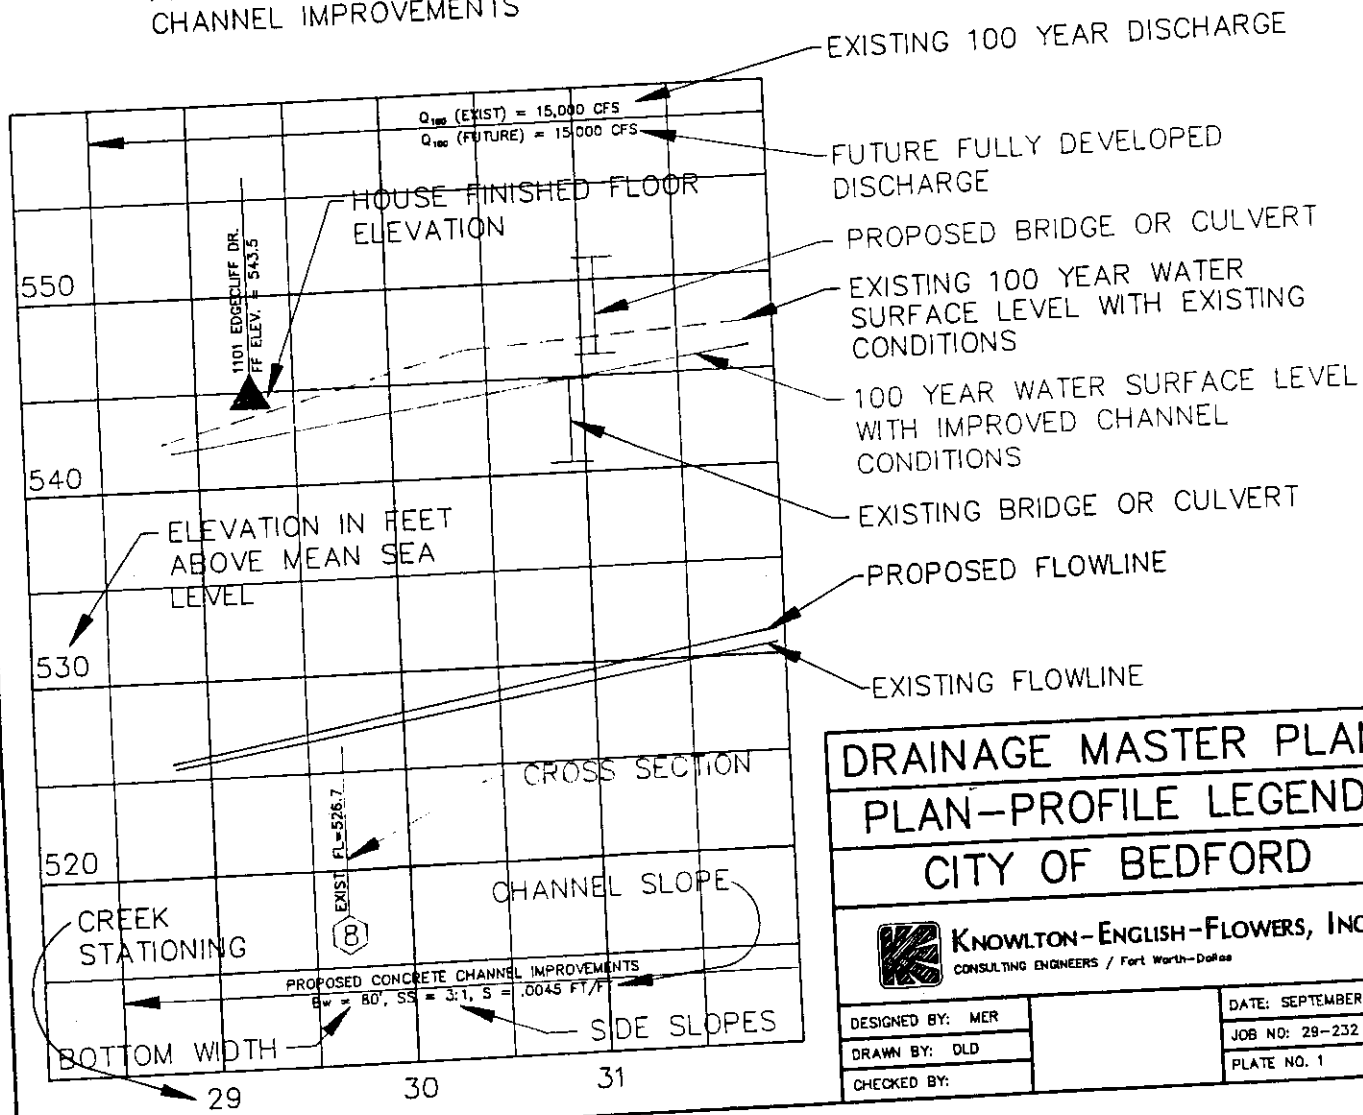 CHANNEL IMPROVEMENTS
EXISTING 100 YEAR DISCHARGE
Q100 (EXIST) = 15,000 CFS
Q100 (FUTURE) = 15,000 CFS
FUTURE FULLY DEVELOPED
DISCHARGE
HOUSE FINISHED FLOOR
ELEVATION
1101 EDGECLIFF DR.
FF ELEV. = 543.5
PROPOSED BRIDGE OR CULVERT
550
EXISTING 100 YEAR WATER
SURFACE LEVEL WITH EXISTING
CONDITIONS
100 YEAR WATER SURFACE LEVEL
WITH IMPROVED CHANNEL
CONDITIONS
540
EXISTING BRIDGE OR CULVERT
ELEVATION IN FEET
ABOVE MEAN SEA
LEVEL
PROPOSED FLOWLINE
530
EXISTING FLOWLINE
CROSS SECTION
EXIST. FL=526.7
520
CHANNEL SLOPE
8
CREEK
STATIONING
PROPOSED CONCRETE CHANNEL IMPROVEMENTS
Bw = 80', SS = 3:1, S = .0045 FT/FT
SIDE SLOPES
BOTTOM WIDTH
29
30
31
DRAINAGE MASTER PLAN
PLAN-PROFILE LEGEND
CITY OF BEDFORD
KNOWLTON-ENGLISH-FLOWERS, INC
CONSULTING ENGINEERS / Fort Worth-Dallas
DESIGNED BY: MER
DATE: SEPTEMBER
DRAWN BY: DLD
JOB NO: 29-232
CHECKED BY:
PLATE NO. 1